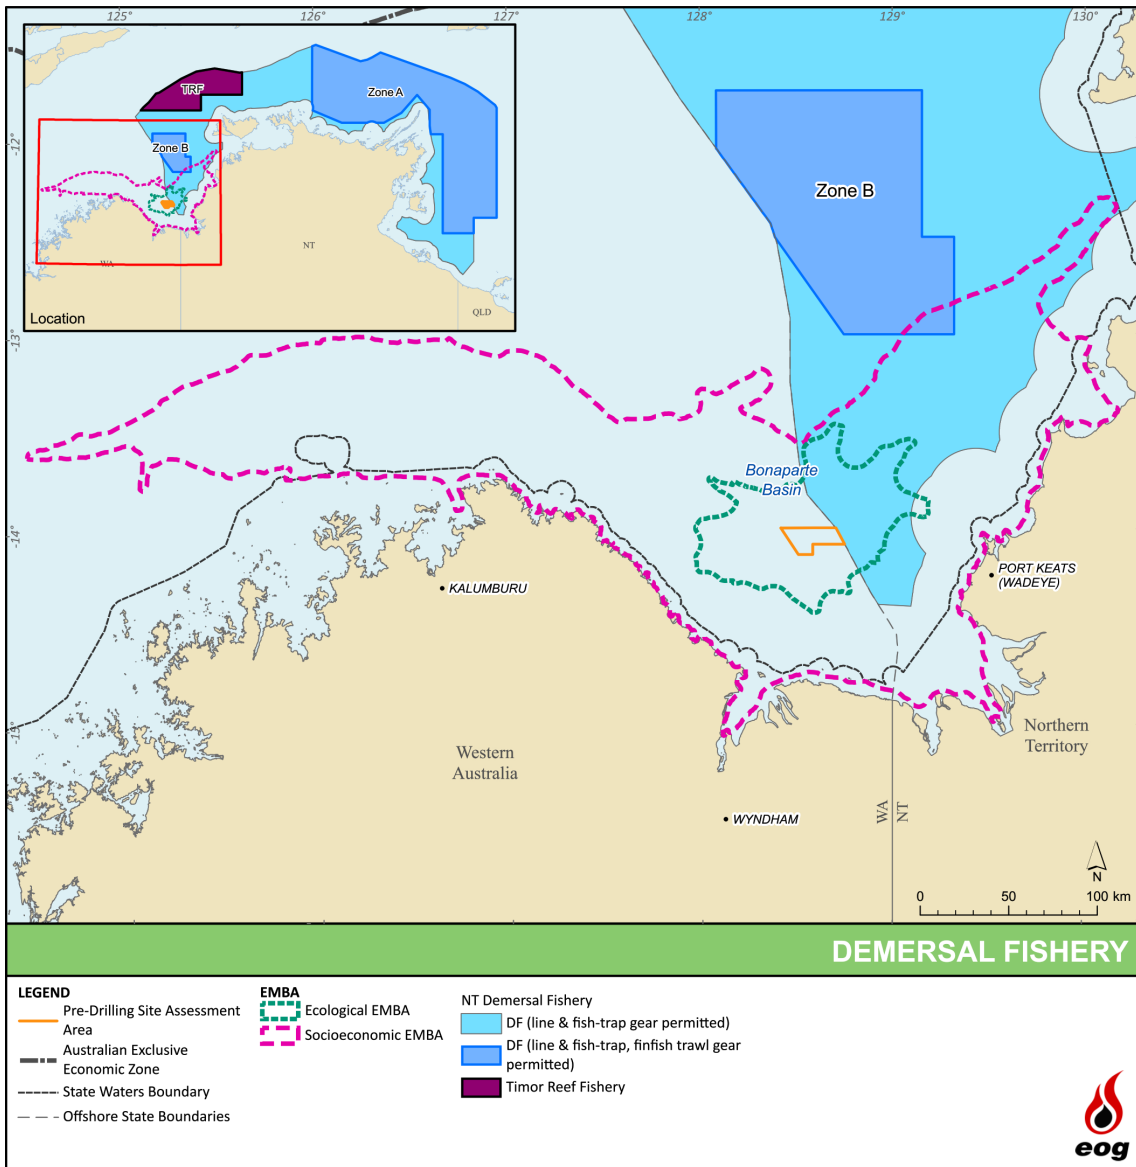 125°
126°
127°
128°
129°
130°
-12°
-13°
-14°
TRF
Zone A
Zone B
NT
WA
QLD
Location
Zone B
Bonaparte
Basin
KALUMBURU
PORT KEATS
(WADEYE)
Western
Australia
Northern
Territory
WYNDHAM
WA
NT
N
0 50 100 km
DEMERSAL FISHERY
LEGEND
Pre-Drilling Site Assessment
Area
Australian Exclusive
Economic Zone
State Waters Boundary
Offshore State Boundaries
EMBA
Ecological EMBA
Socioeconomic EMBA
NT Demersal Fishery
DF (line & fish-trap gear permitted)
DF (line & fish-trap, finfish trawl gear
permitted)
Timor Reef Fishery
eog